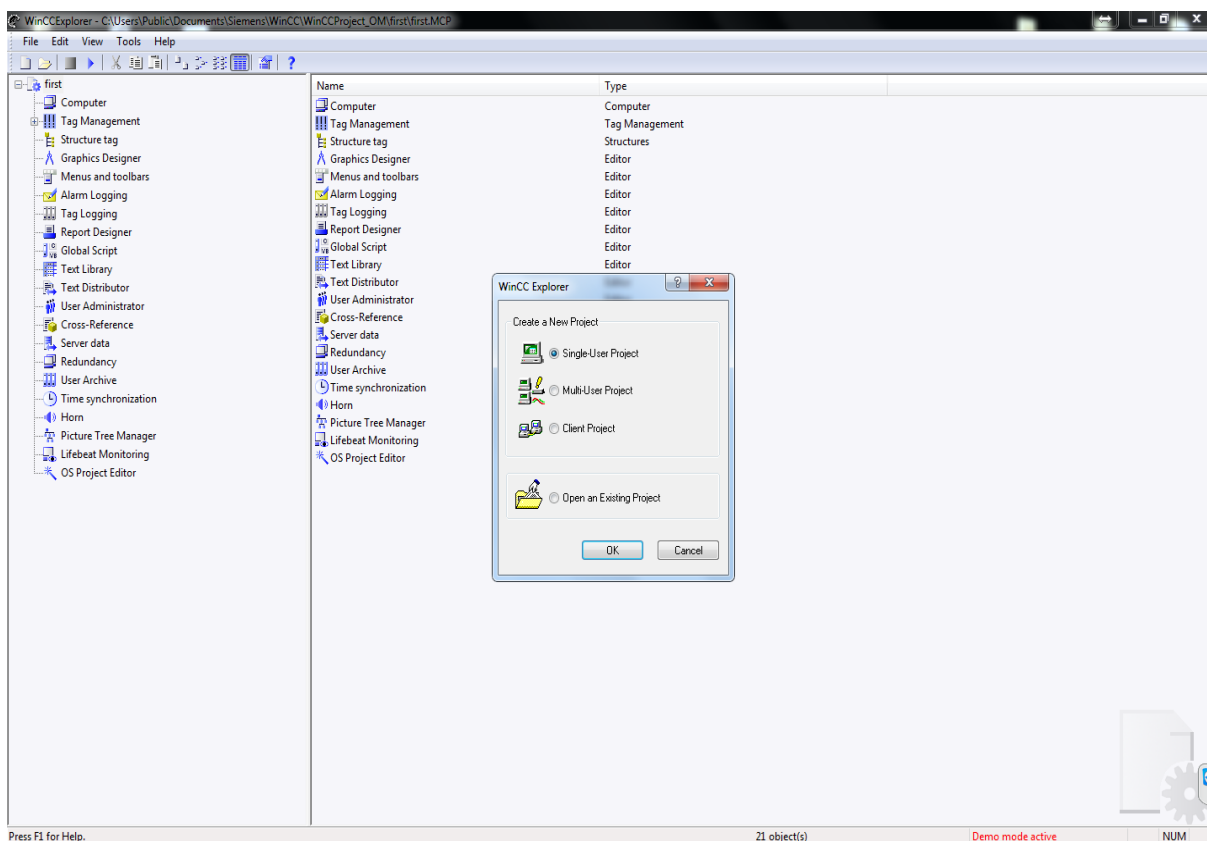 WinCCExplorer - C:\Users\Public\Documents\Siemens\WinCC\WinCCProject_OM\first\first.MCP
File Edit View Tools Help
first
Computer
Tag Management
Structure tag
Graphics Designer
Menus and toolbars
Alarm Logging
Tag Logging
Report Designer
Global Script
Text Library
Text Distributor
User Administrator
Cross-Reference
Server data
Redundancy
User Archive
Time synchronization
Horn
Picture Tree Manager
Lifebeat Monitoring
OS Project Editor
Name Type
Computer Computer
Tag Management Tag Management
Structure tag Structures
Graphics Designer Editor
Menus and toolbars Editor
Alarm Logging Editor
Tag Logging Editor
Report Designer Editor
Global Script Editor
Text Library Editor
Text Distributor
User Administrator
Cross-Reference
Server data
Redundancy
User Archive
Time synchronization
Horn
Picture Tree Manager
Lifebeat Monitoring
OS Project Editor
WinCC Explorer
Create a New Project
Single-User Project
Multi-User Project
Client Project
Open an Existing Project
OK Cancel
Press F1 for Help. 21 object(s) Demo mode active NUM